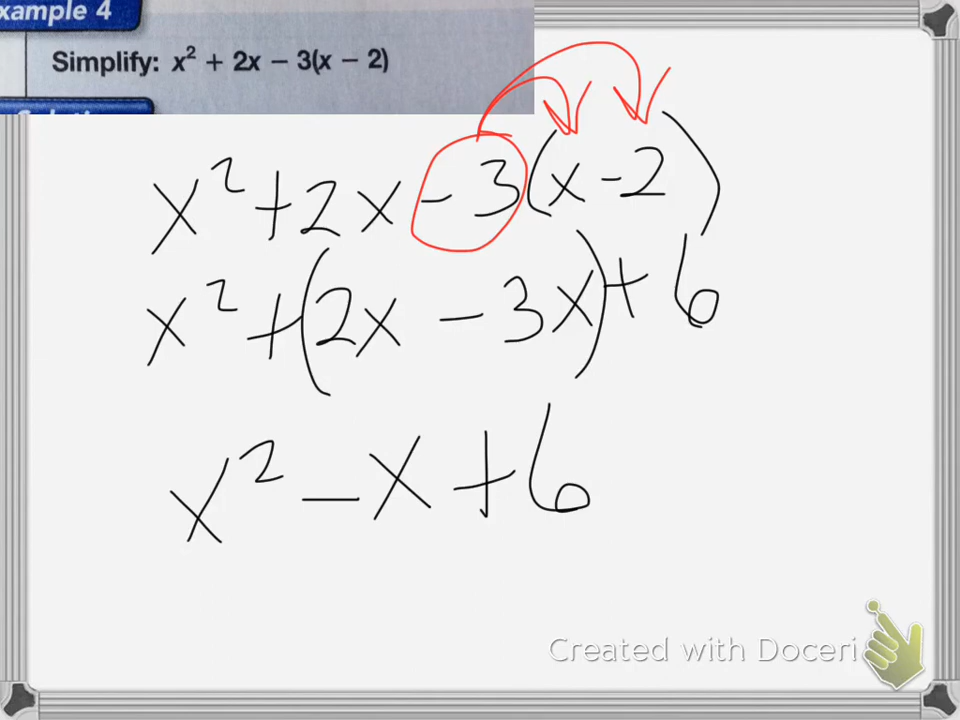 xample 4
Simplify: x² + 2x − 3(x − 2)
x² + 2x − 3(x − 2)
x² + (2x − 3x) + 6
x² − x + 6
Created with Doceri